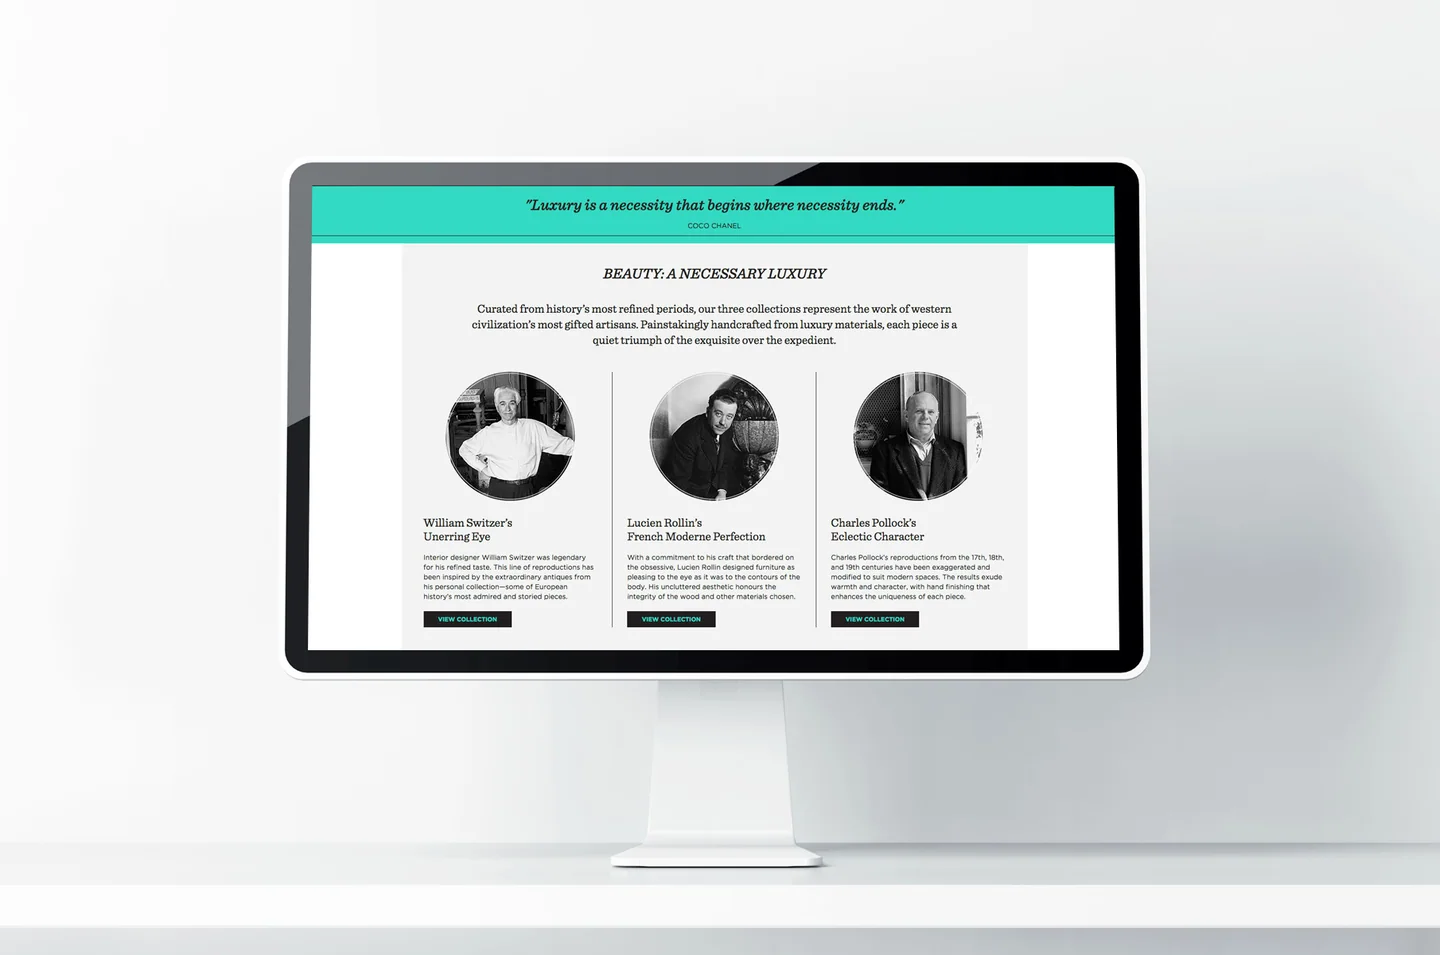 "Luxury is a necessity that begins where necessity ends."
COCO CHANEL
BEAUTY: A NECESSARY LUXURY
Curated from history's most refined periods, our three collections represent the work of western
civilization's most gifted artisans. Painstakingly handcrafted from luxury materials, each piece is a
quiet triumph of the exquisite over the expedient.
William Switzer's
Unerring Eye
Interior designer William Switzer was legendary
for his refined taste. This line of reproductions has
been inspired by the extraordinary antiques from
his personal collection—some of European
history's most admired and storied pieces.
VIEW COLLECTION
Lucien Rollin's
French Moderne Perfection
With a commitment to his craft that bordered on
the obsessive, Lucien Rollin designed furniture as
pleasing to the eye as it was to the contours of the
body. His uncluttered aesthetic honours the
integrity of the wood and other materials chosen.
VIEW COLLECTION
Charles Pollock's
Eclectic Character
Charles Pollock's reproductions from the 17th, 18th,
and 19th centuries have been exaggerated and
modified to suit modern spaces. The results exude
warmth and character, with hand finishing that
enhances the uniqueness of each piece.
VIEW COLLECTION